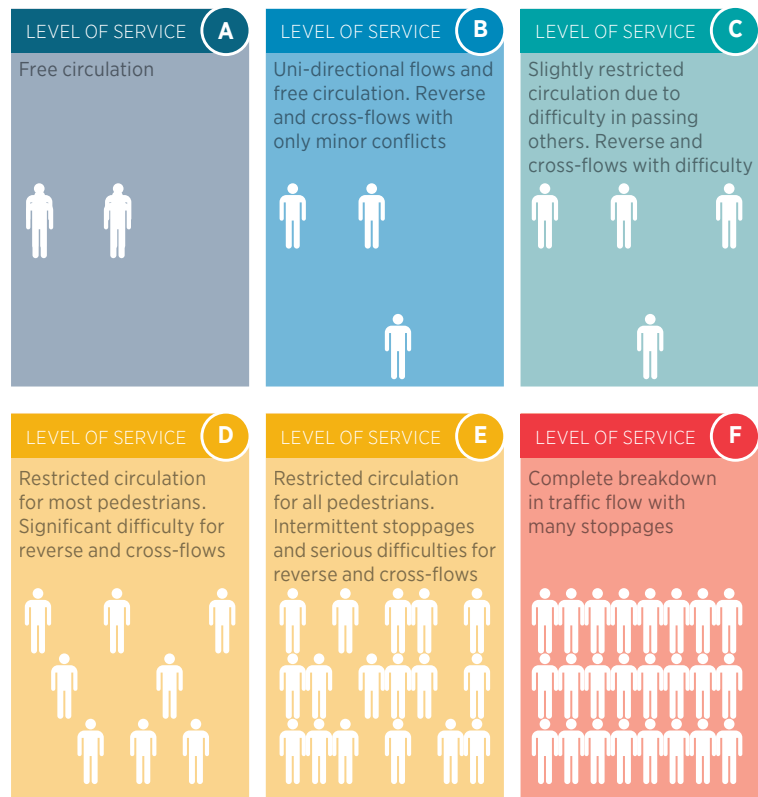 LEVEL OF SERVICE A
Free circulation
LEVEL OF SERVICE B
Uni-directional flows and
free circulation. Reverse
and cross-flows with
only minor conflicts
LEVEL OF SERVICE C
Slightly restricted
circulation due to
difficulty in passing
others. Reverse and
cross-flows with difficulty
LEVEL OF SERVICE D
Restricted circulation
for most pedestrians.
Significant difficulty for
reverse and cross-flows
LEVEL OF SERVICE E
Restricted circulation
for all pedestrians.
Intermittent stoppages
and serious difficulties for
reverse and cross-flows
LEVEL OF SERVICE F
Complete breakdown
in traffic flow with
many stoppages